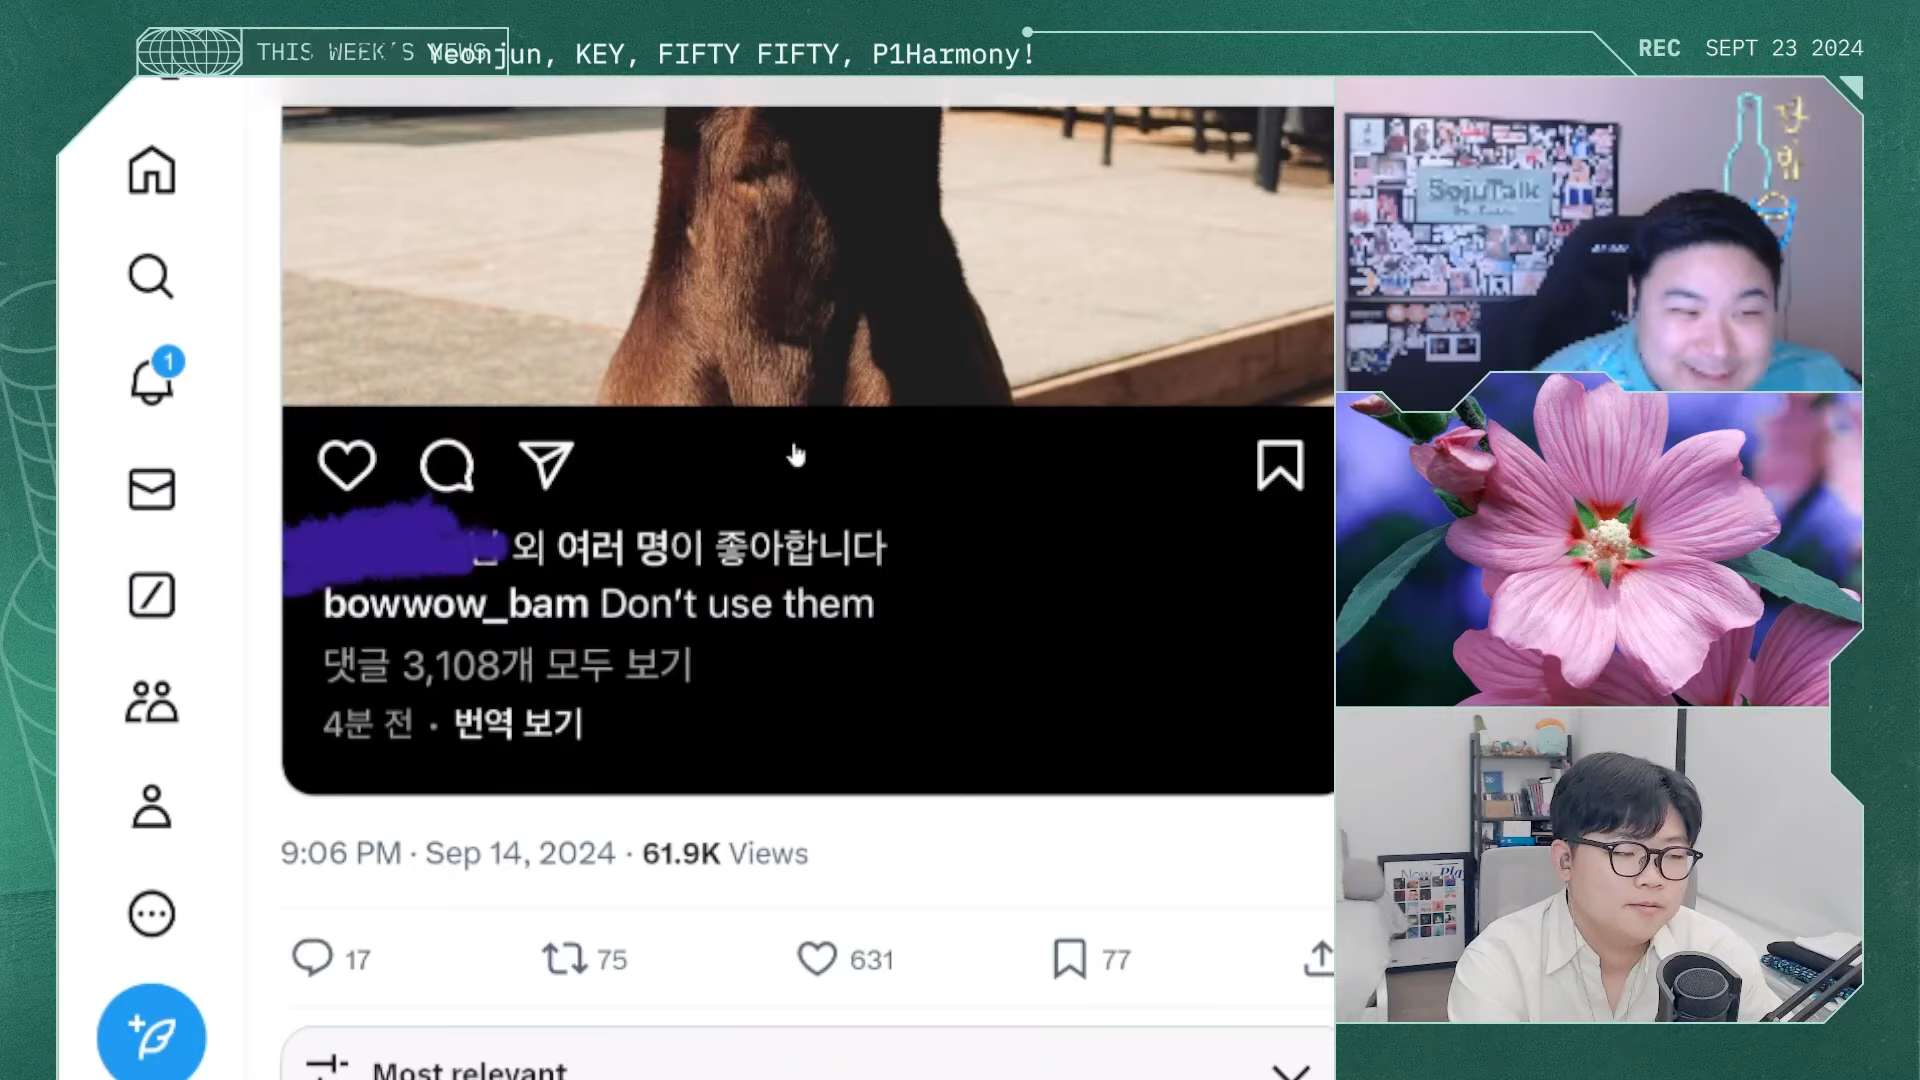 THIS WEEK'S NEWS
Yeonjun, KEY, FIFTY FIFTY, P1Harmony!
REC SEPT 23 2024
SojuTalk
1
외 여러 명이 좋아합니다
bowwow_bam Don't use them
댓글 3,108개 모두 보기
4분 전 · 번역 보기
9:06 PM · Sep 14, 2024 · 61.9K Views
17 75 631 77
Most relevant
Now Pla